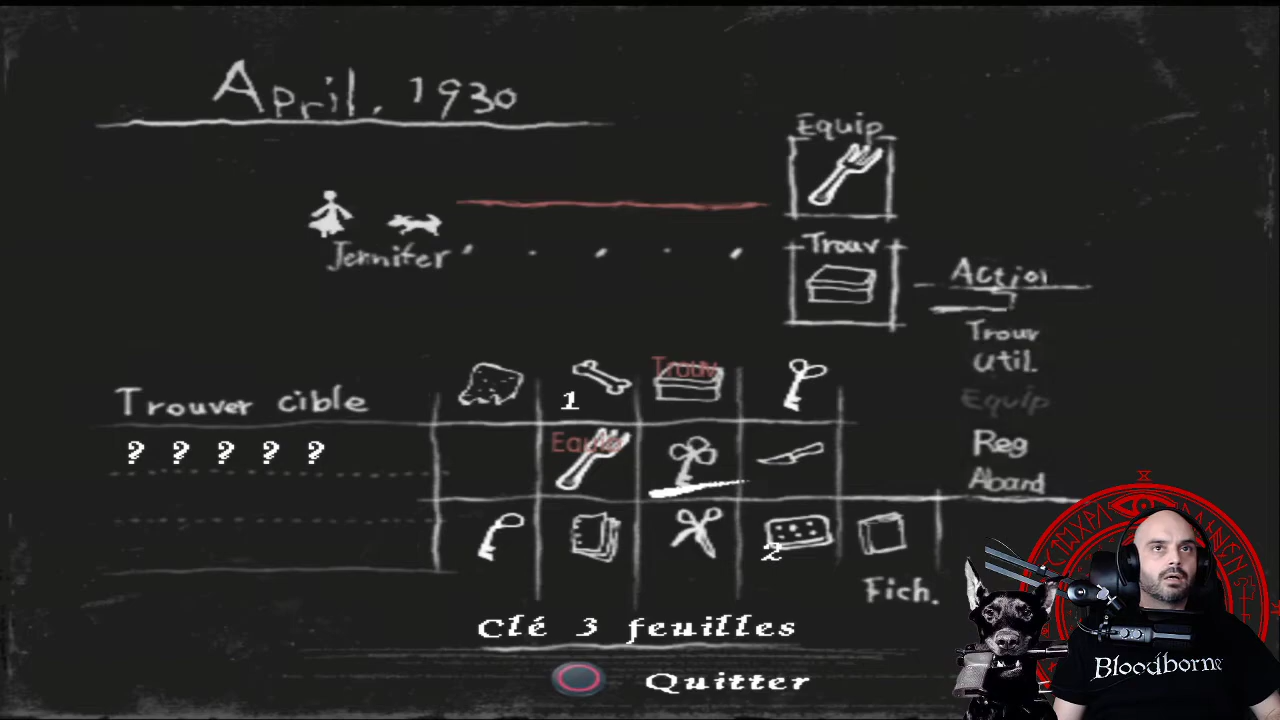 April, 1930
Equip
Jennifer
Trouv
Action
Trouv
Util.
Equip
Reg
Aband
Trouv
Trouver cible
1
Equip
? ? ? ? ?
2
Fich.
Clé 3 feuilles
Quitter
Bloodborne